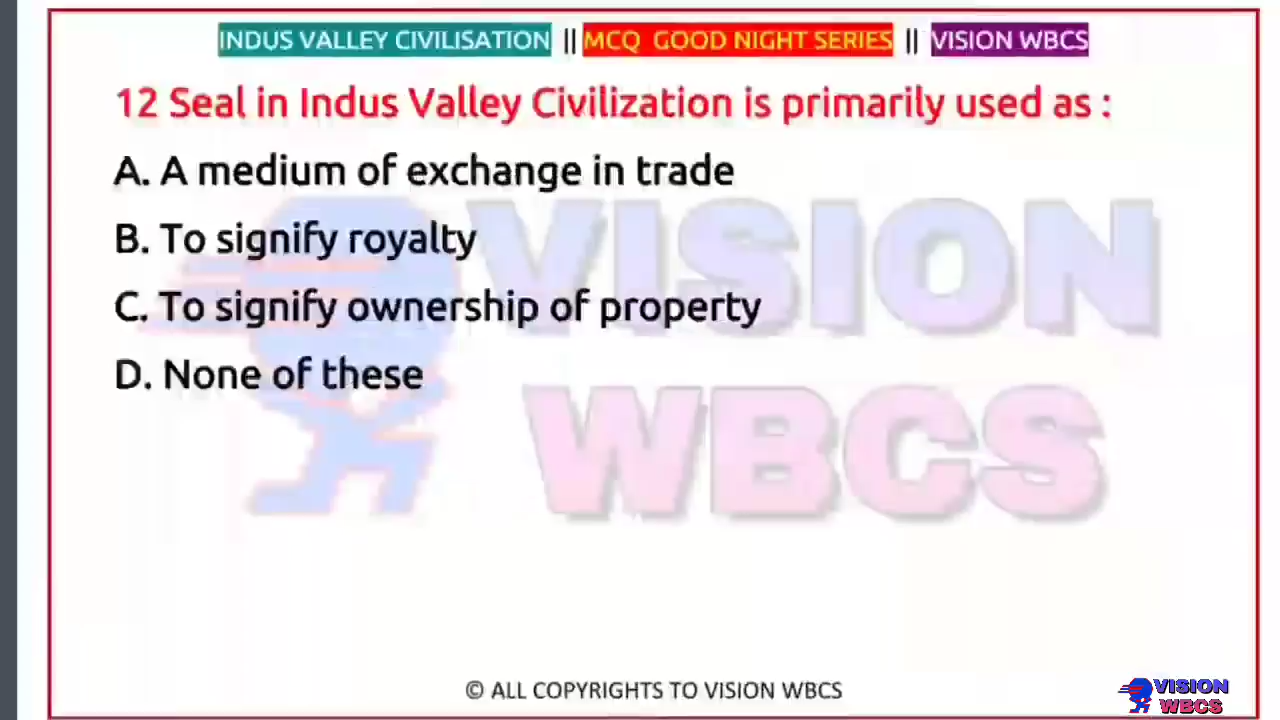 INDUS VALLEY CIVILISATION || MCQ GOOD NIGHT SERIES || VISION WBCS
12 Seal in Indus Valley Civilization is primarily used as :
A. A medium of exchange in trade
B. To signify royalty
C. To signify ownership of property
D. None of these
VISION
WBCS
© ALL COPYRIGHTS TO VISION WBCS
VISION
WBCS